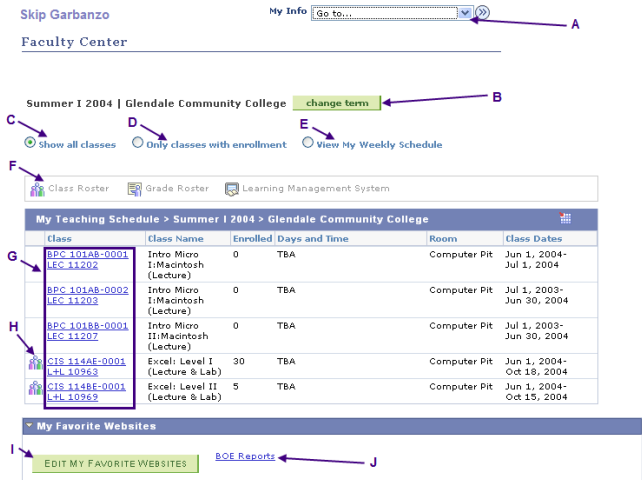 Skip Garbanzo
My Info Go to...
A
Faculty Center
Summer I 2004 | Glendale Community College change term
B
C D E
Show all classes Only classes with enrollment View My Weekly Schedule
F
Class Roster Grade Roster Learning Management System
My Teaching Schedule > Summer I 2004 > Glendale Community College
Class Class Name Enrolled Days and Time Room Class Dates
G
BPC 101AB-0001 Intro Micro 0 TBA Computer Pit Jun 1, 2004-
LEC 11202 I:Macintosh Jul 1, 2004
(Lecture)
BPC 101AB-0002 Intro Micro 0 TBA Computer Pit Jul 1, 2003-
LEC 11203 I:Macintosh Jun 30, 2004
(Lecture)
BPC 101BB-0001 Intro Micro 0 TBA Computer Pit Jul 1, 2003-
LEC 11207 II:Macintosh Jun 30, 2004
(Lecture)
H
CIS 114AE-0001 Excel: Level I 30 TBA Computer Pit Jun 1, 2004-
L+L 10963 (Lecture & Lab) Oct 18, 2004
CIS 114BE-0001 Excel: Level II 5 TBA Computer Pit Jun 1, 2004-
L+L 10969 (Lecture & Lab) Oct 15, 2004
My Favorite Websites
I
EDIT MY FAVORITE WEBSITES BOE Reports J